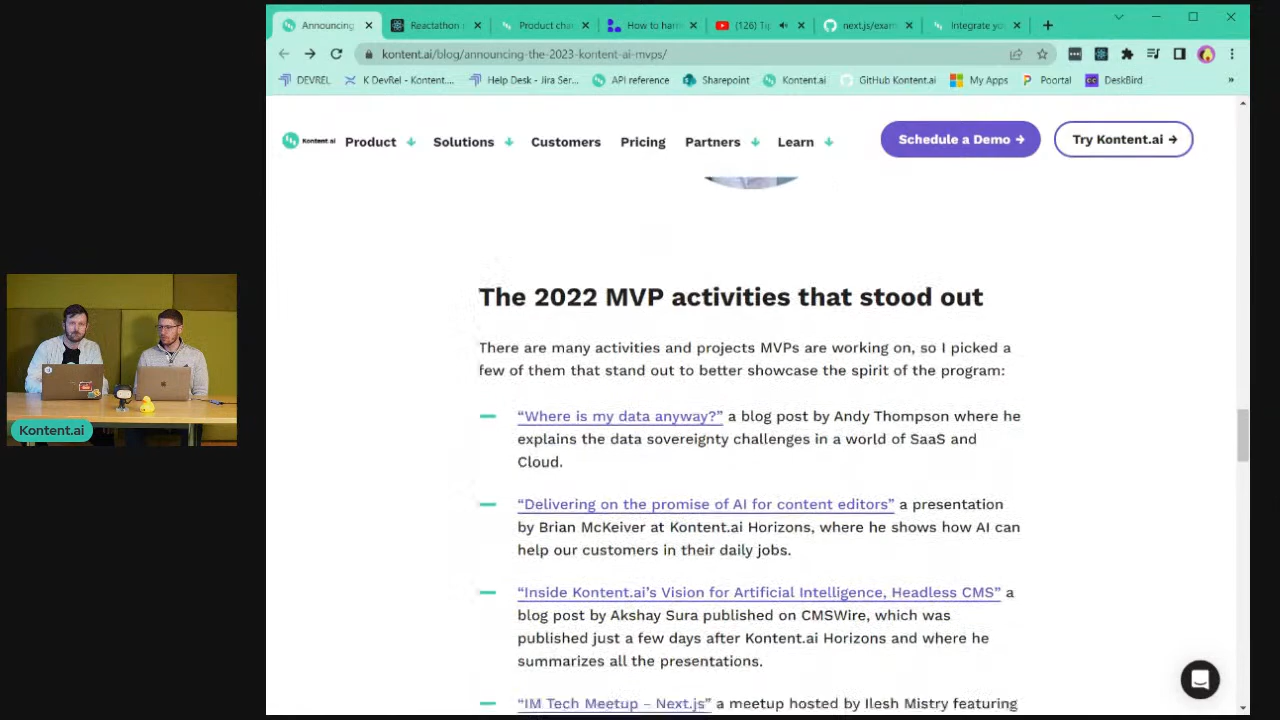 Announcing
Reactathon
Product cha
How to harn
(126) Ti
next.js/exam
Integrate yo
kontent.ai/blog/announcing-the-2023-kontent-ai-mvps/
DEVREL
K DevRel - Kontent....
Help Desk - Jira Ser...
API reference
Sharepoint
Kontent.ai
GitHub Kontent.ai
My Apps
Poortal
DeskBird
»
Kontent.ai
Product
Solutions
Customers
Pricing
Partners
Learn
Schedule a Demo →
Try Kontent.ai →
The 2022 MVP activities that stood out
There are many activities and projects MVPs are working on, so I picked a
few of them that stand out to better showcase the spirit of the program:
“Where is my data anyway?” a blog post by Andy Thompson where he
explains the data sovereignty challenges in a world of SaaS and
Cloud.
“Delivering on the promise of AI for content editors” a presentation
by Brian McKeiver at Kontent.ai Horizons, where he shows how AI can
help our customers in their daily jobs.
“Inside Kontent.ai’s Vision for Artificial Intelligence, Headless CMS” a
blog post by Akshay Sura published on CMSWire, which was
published just a few days after Kontent.ai Horizons and where he
summarizes all the presentations.
“IM Tech Meetup – Next.js” a meetup hosted by Ilesh Mistry featuring
Kontent.ai